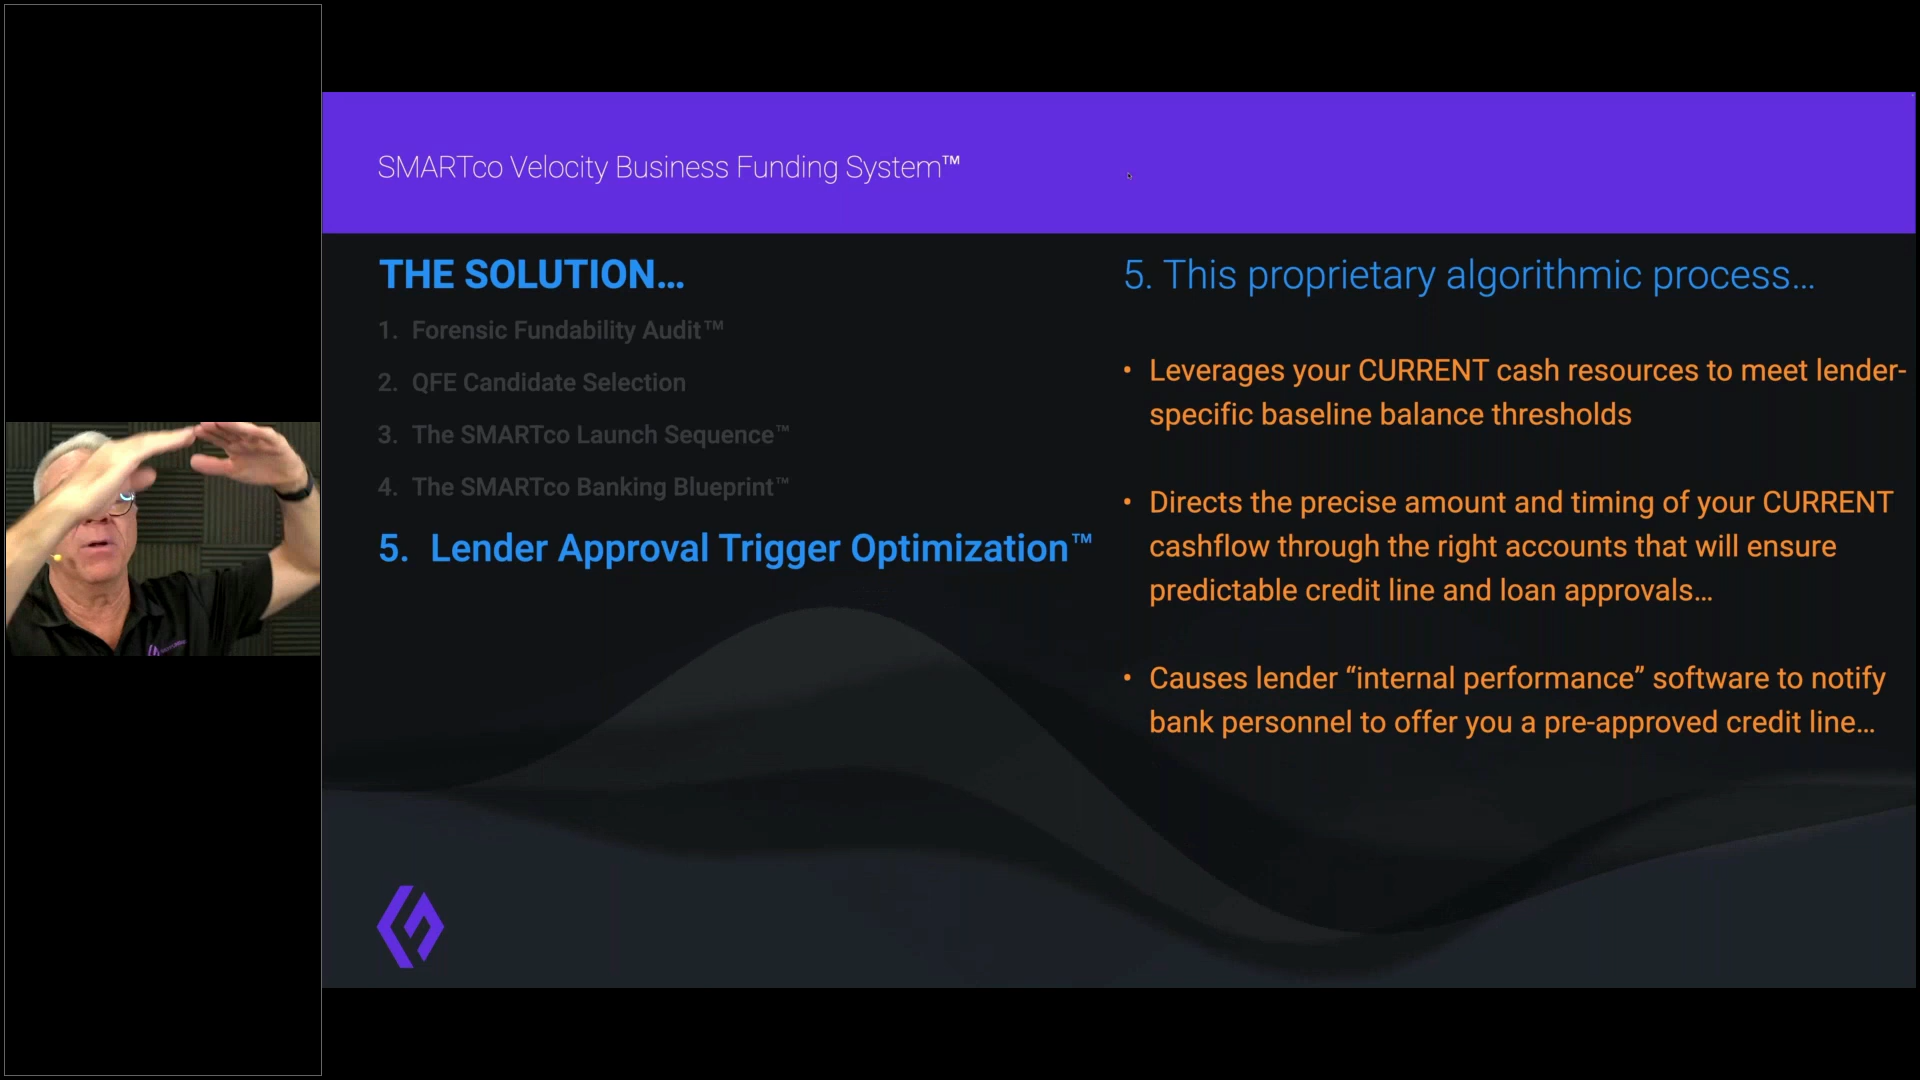 SMARTco Velocity Business Funding System™
THE SOLUTION...
1. Forensic Fundability Audit™
2. QFE Candidate Selection
3. The SMARTco Launch Sequence™
4. The SMARTco Banking Blueprint™
5. Lender Approval Trigger Optimization™
5. This proprietary algorithmic process...
• Leverages your CURRENT cash resources to meet lender-
specific baseline balance thresholds
• Directs the precise amount and timing of your CURRENT
cashflow through the right accounts that will ensure
predictable credit line and loan approvals...
• Causes lender “internal performance” software to notify
bank personnel to offer you a pre-approved credit line...